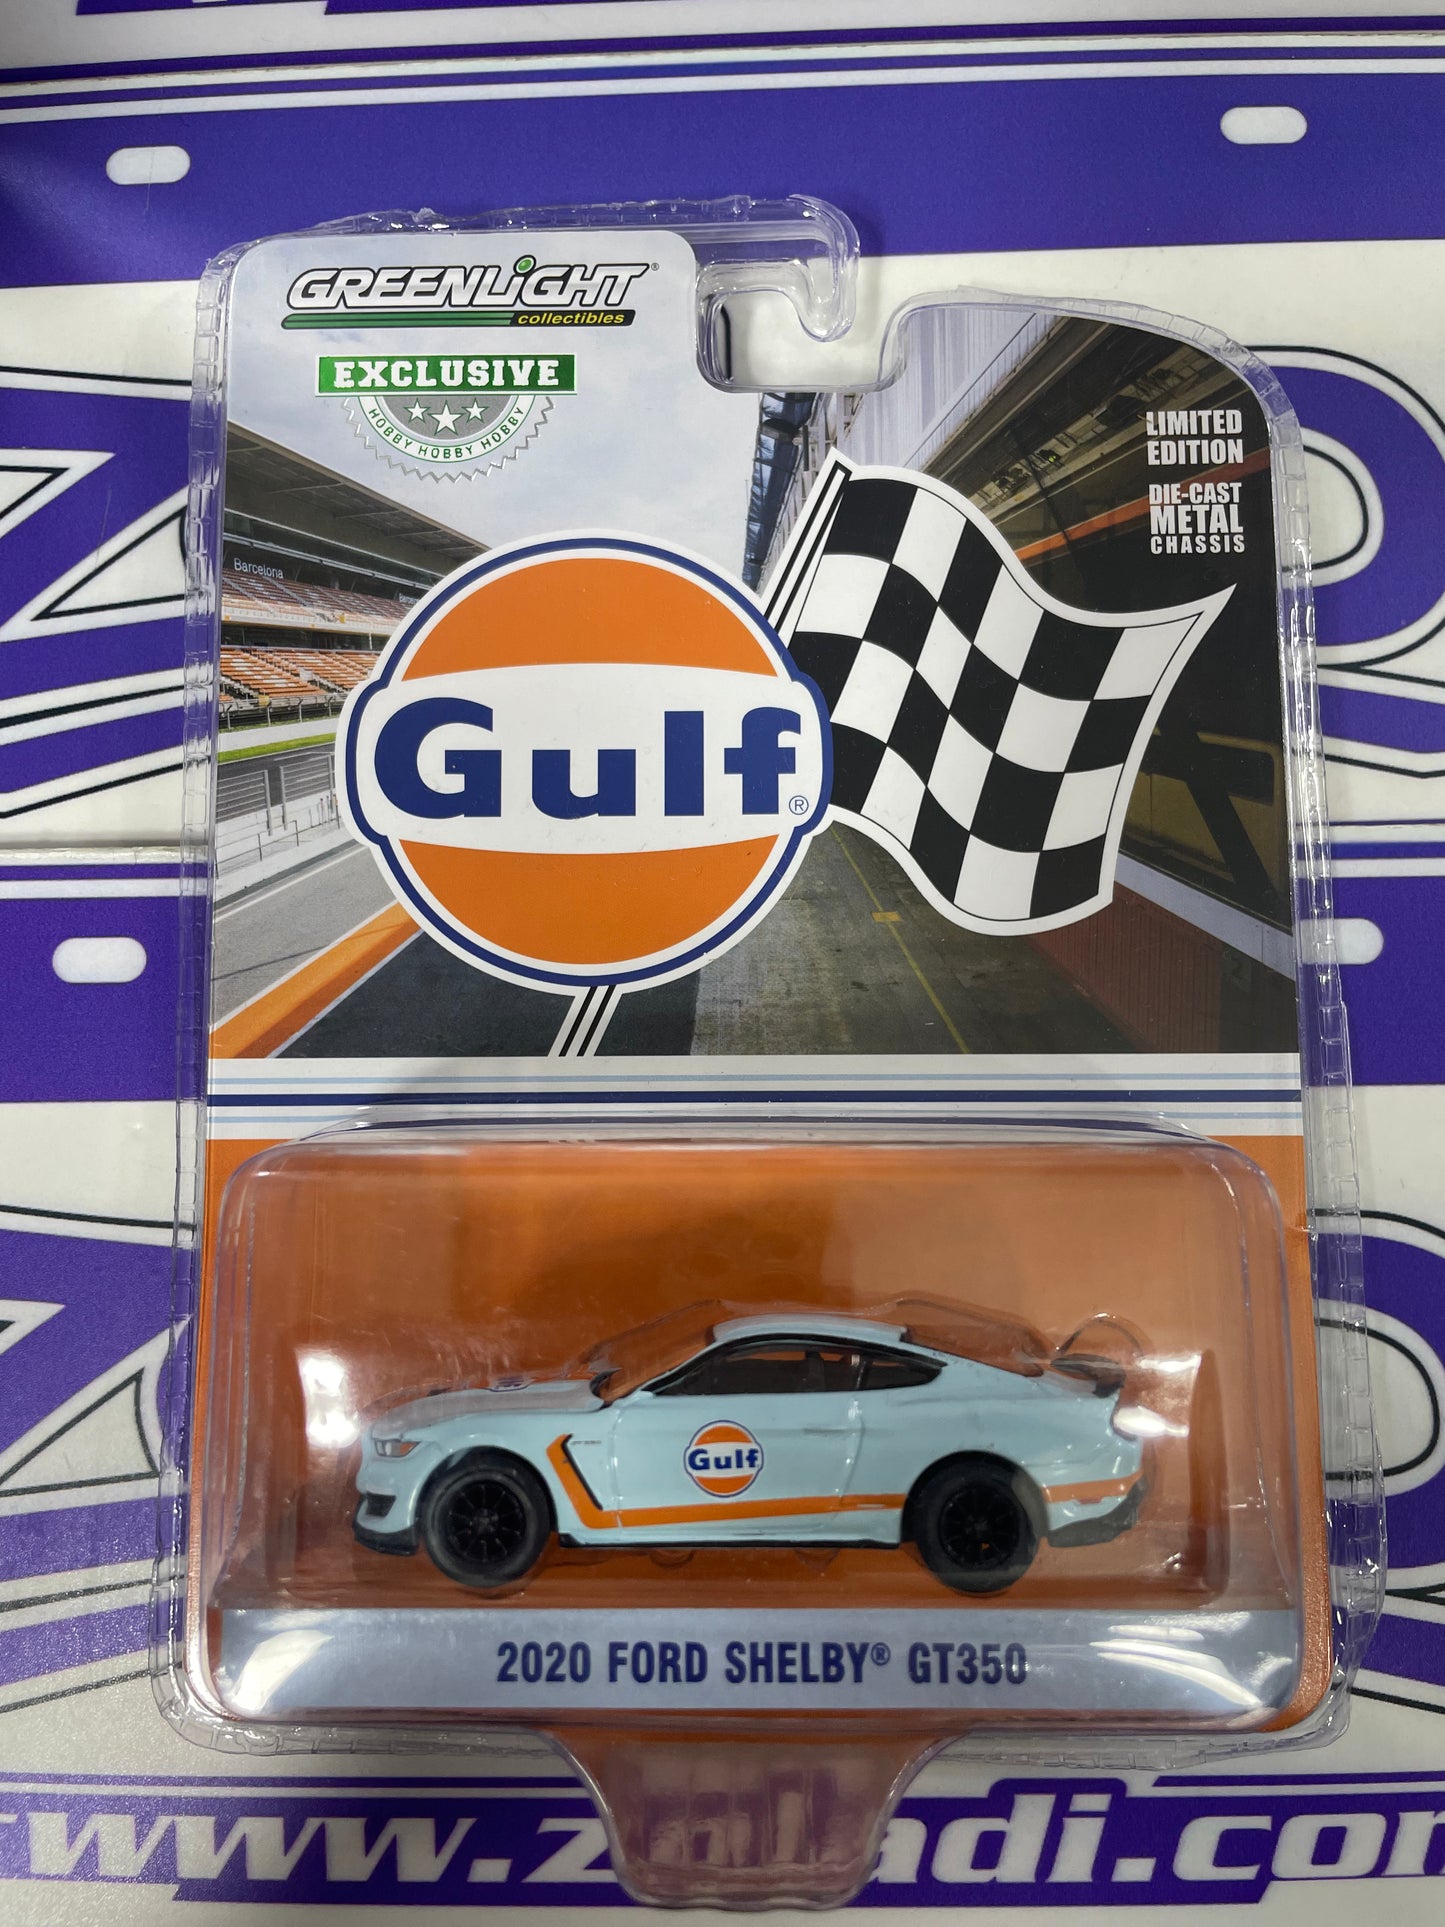 GREENLIGHT®
collectibles
EXCLUSIVE
HOBBY HOBBY HOBBY
LIMITED
EDITION
DIE-CAST
METAL
CHASSIS
Barcelona
Gulf®
Gulf
2020 FORD SHELBY® GT350